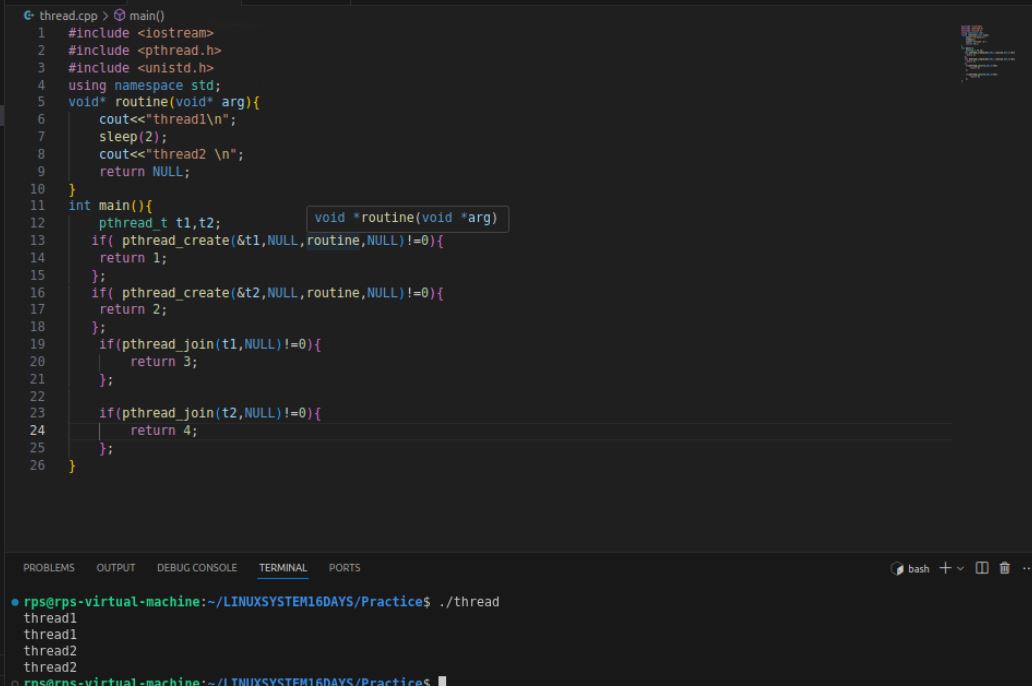 thread.cpp > main()
1 #include <iostream>
2 #include <pthread.h>
3 #include <unistd.h>
4 using namespace std;
5 void* routine(void* arg){
6 cout<<"thread1\n";
7 sleep(2);
8 cout<<"thread2 \n";
9 return NULL;
10 }
11 int main(){
void *routine(void *arg)
12 pthread_t t1,t2;
13 if( pthread_create(&t1,NULL,routine,NULL)!=0){
14 return 1;
15 };
16 if( pthread_create(&t2,NULL,routine,NULL)!=0){
17 return 2;
18 };
19 if(pthread_join(t1,NULL)!=0){
20 return 3;
21 };
22
23 if(pthread_join(t2,NULL)!=0){
24 return 4;
25 };
26 }
PROBLEMS OUTPUT DEBUG CONSOLE TERMINAL PORTS bash
rps@rps-virtual-machine:~/LINUXSYSTEM16DAYS/Practice$ ./thread
thread1
thread1
thread2
thread2
rps@rps-virtual-machine:~/LINUXSYSTEM16DAYS/Practice$